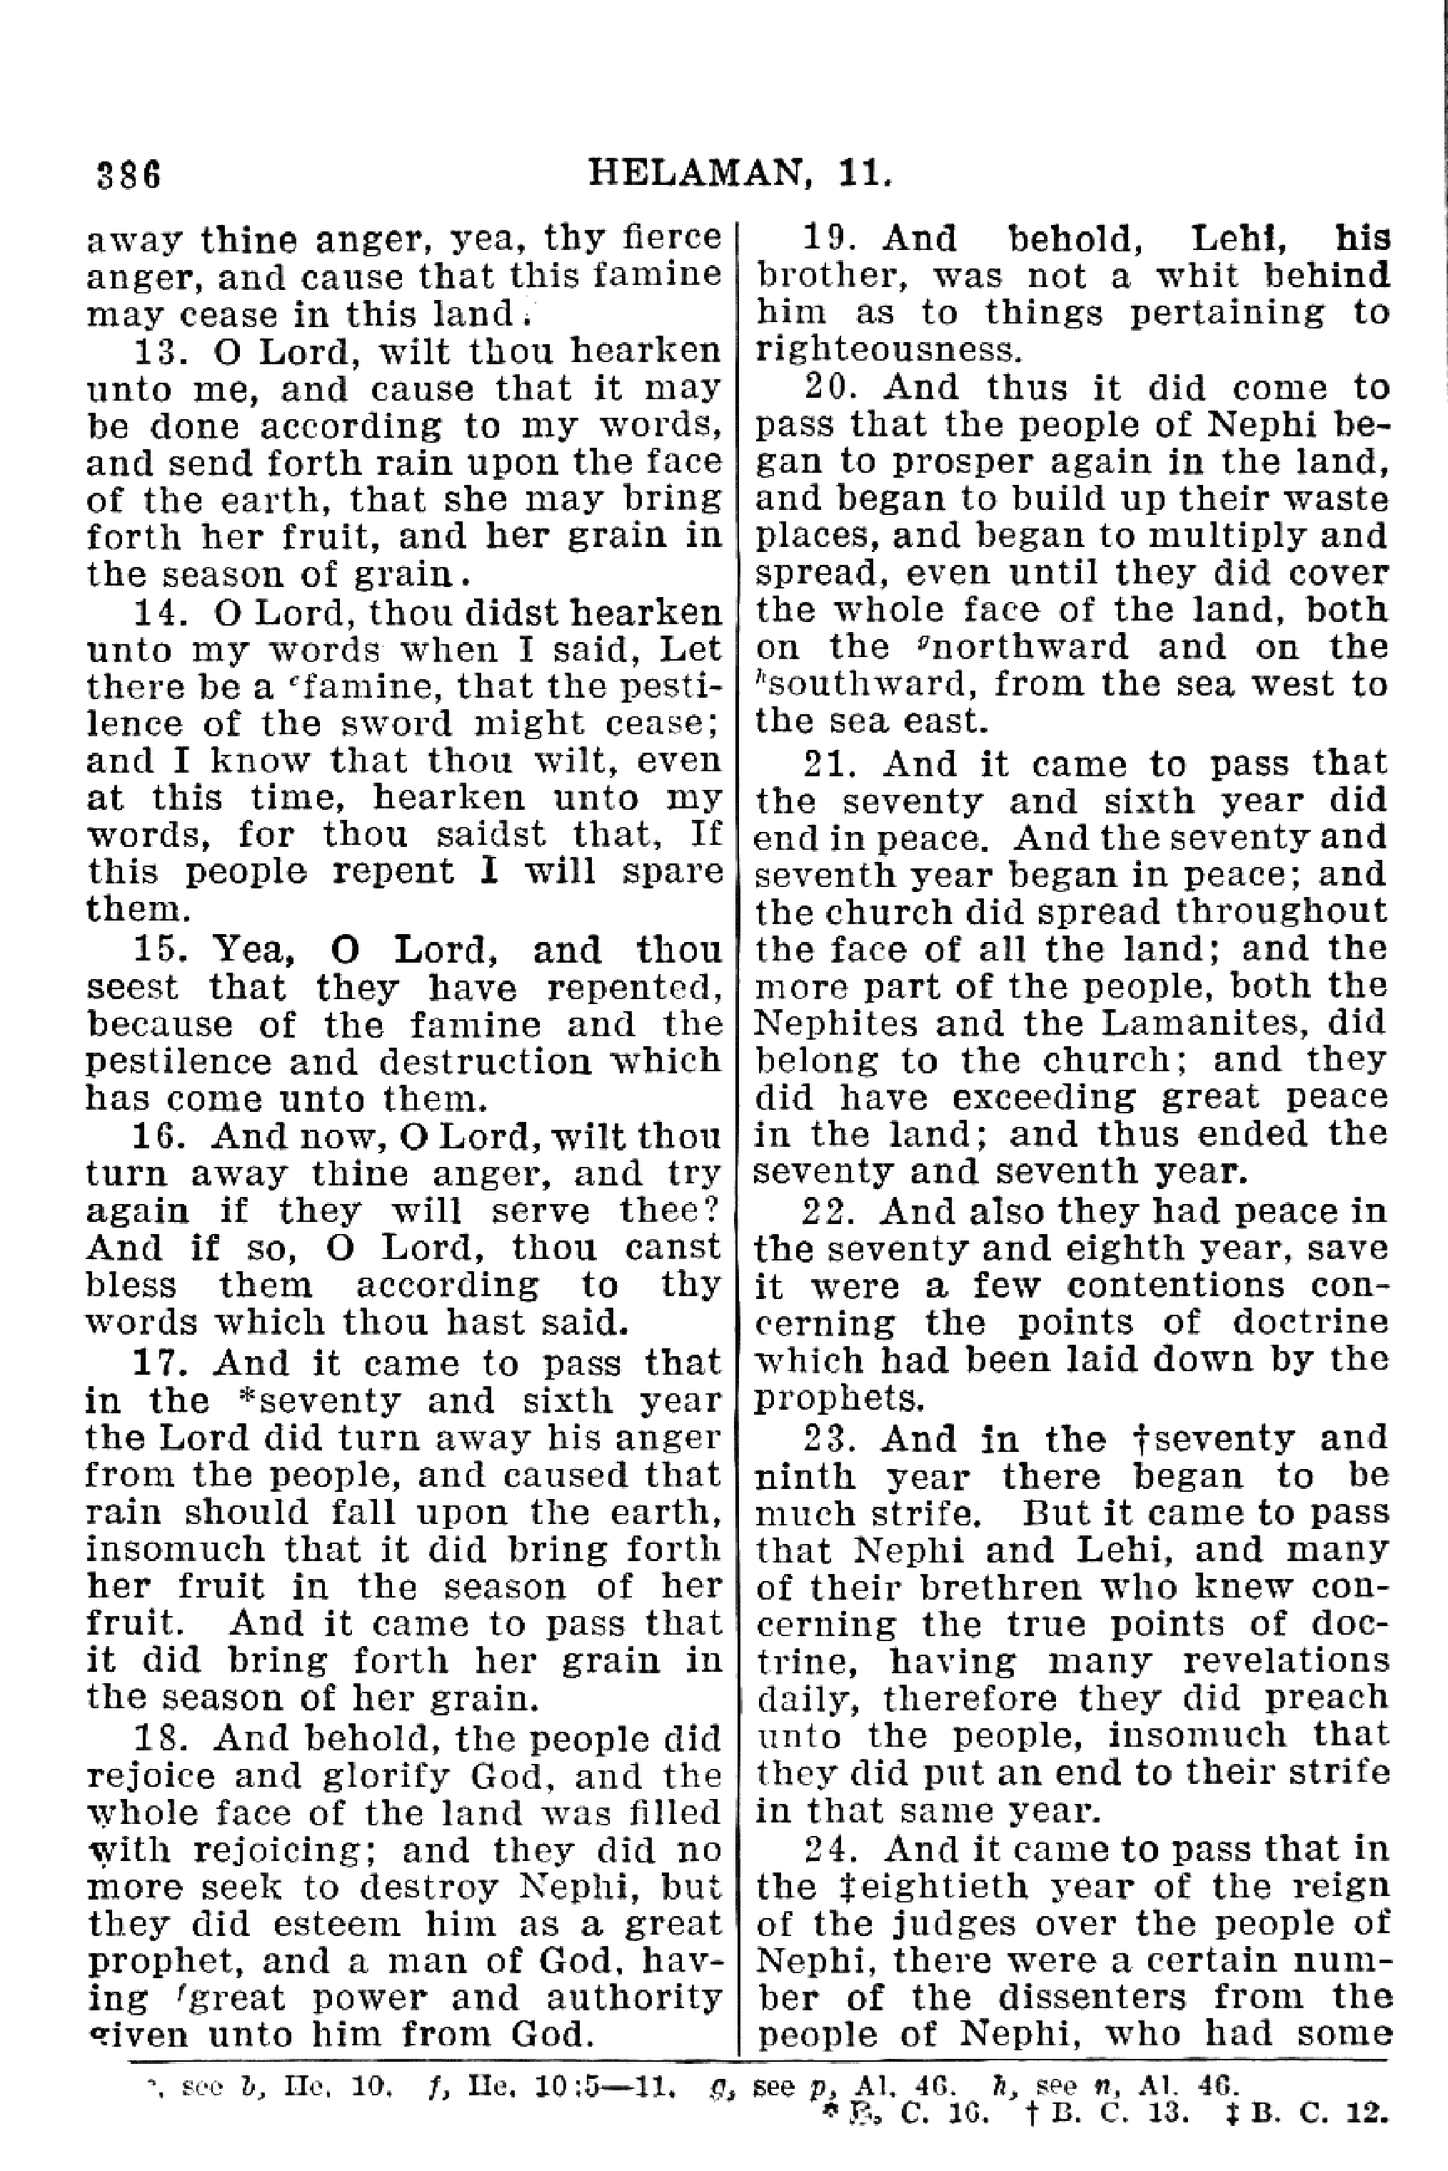 386
HELAMAN, 11.
away thine anger, yea, thy fierce
anger, and cause that this famine
may cease in this land.
13. O Lord, wilt thou hearken
unto me, and cause that it may
be done according to my words,
and send forth rain upon the face
of the earth, that she may bring
forth her fruit, and her grain in
the season of grain.
14. O Lord, thou didst hearken
unto my words when I said, Let
there be a ᵉfamine, that the pesti-
lence of the sword might cease;
and I know that thou wilt, even
at this time, hearken unto my
words, for thou saidst that, If
this people repent I will spare
them.
15. Yea, O Lord, and thou
seest that they have repented,
because of the famine and the
pestilence and destruction which
has come unto them.
16. And now, O Lord, wilt thou
turn away thine anger, and try
again if they will serve thee?
And if so, O Lord, thou canst
bless them according to thy
words which thou hast said.
17. And it came to pass that
in the *seventy and sixth year
the Lord did turn away his anger
from the people, and caused that
rain should fall upon the earth,
insomuch that it did bring forth
her fruit in the season of her
fruit. And it came to pass that
it did bring forth her grain in
the season of her grain.
18. And behold, the people did
rejoice and glorify God, and the
whole face of the land was filled
with rejoicing; and they did no
more seek to destroy Nephi, but
they did esteem him as a great
prophet, and a man of God, hav-
ing ᶠgreat power and authority
given unto him from God.
19. And behold, Lehi, his
brother, was not a whit behind
him as to things pertaining to
righteousness.
20. And thus it did come to
pass that the people of Nephi be-
gan to prosper again in the land,
and began to build up their waste
places, and began to multiply and
spread, even until they did cover
the whole face of the land, both
on the ᵍnorthward and on the
ʰsouthward, from the sea west to
the sea east.
21. And it came to pass that
the seventy and sixth year did
end in peace. And the seventy and
seventh year began in peace; and
the church did spread throughout
the face of all the land; and the
more part of the people, both the
Nephites and the Lamanites, did
belong to the church; and they
did have exceeding great peace
in the land; and thus ended the
seventy and seventh year.
22. And also they had peace in
the seventy and eighth year, save
it were a few contentions con-
cerning the points of doctrine
which had been laid down by the
prophets.
23. And in the †seventy and
ninth year there began to be
much strife. But it came to pass
that Nephi and Lehi, and many
of their brethren who knew con-
cerning the true points of doc-
trine, having many revelations
daily, therefore they did preach
unto the people, insomuch that
they did put an end to their strife
in that same year.
24. And it came to pass that in
the ‡eightieth year of the reign
of the judges over the people of
Nephi, there were a certain num-
ber of the dissenters from the
people of Nephi, who had some
see b, He. 10. f, He. 10:5—11. g, see p, Al. 46. h, see n, Al. 46.
* B. C. 16. † B. C. 13. ‡ B. C. 12.